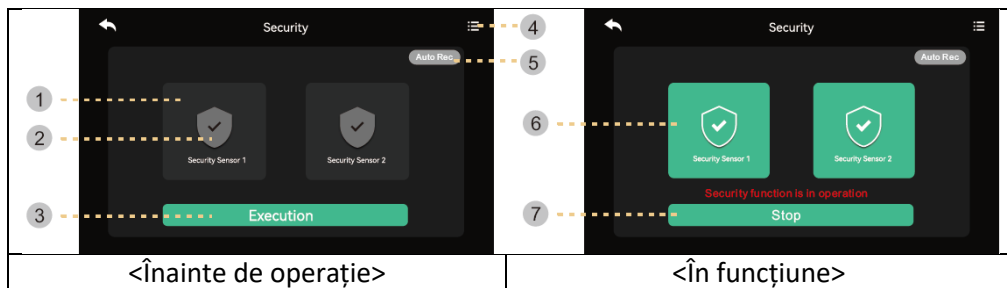 Security
4
Auto Rec
5
1
2
Security Sensor 1
Security Sensor 2
3
Execution
<Înainte de operație>
Security
Auto Rec
6
Security Sensor 1
Security Sensor 2
Security function is in operation
7
Stop
<În funcțiune>